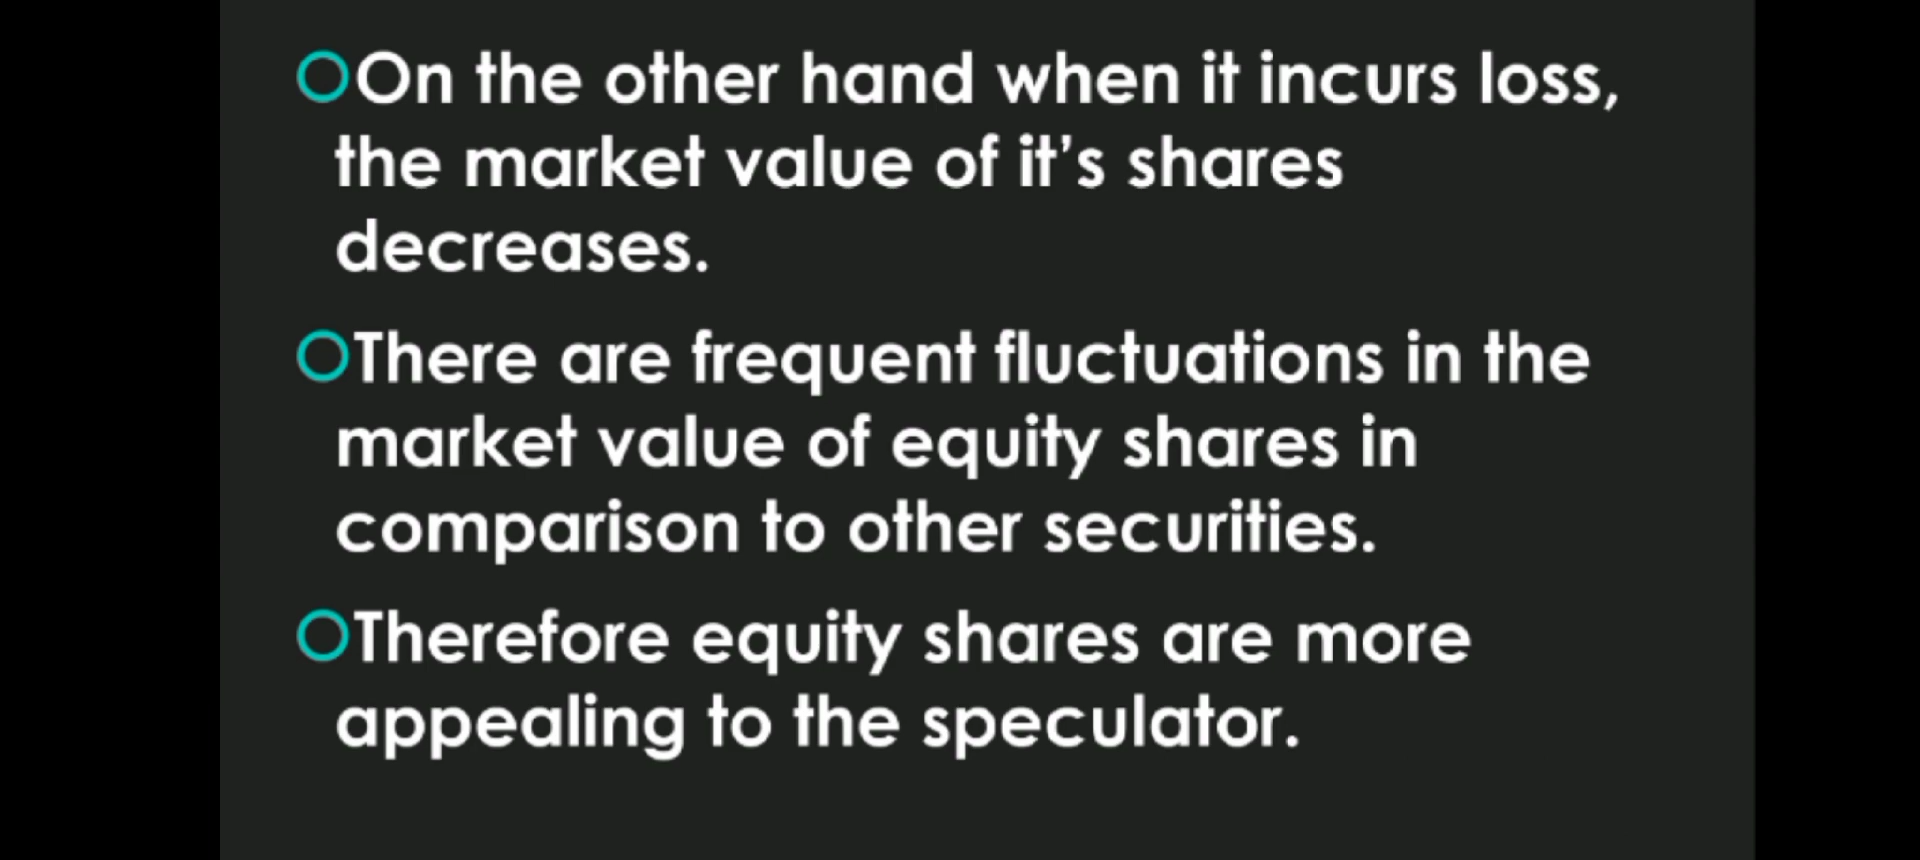 On the other hand when it incurs loss,
the market value of it's shares
decreases.
There are frequent fluctuations in the
market value of equity shares in
comparison to other securities.
Therefore equity shares are more
appealing to the speculator.